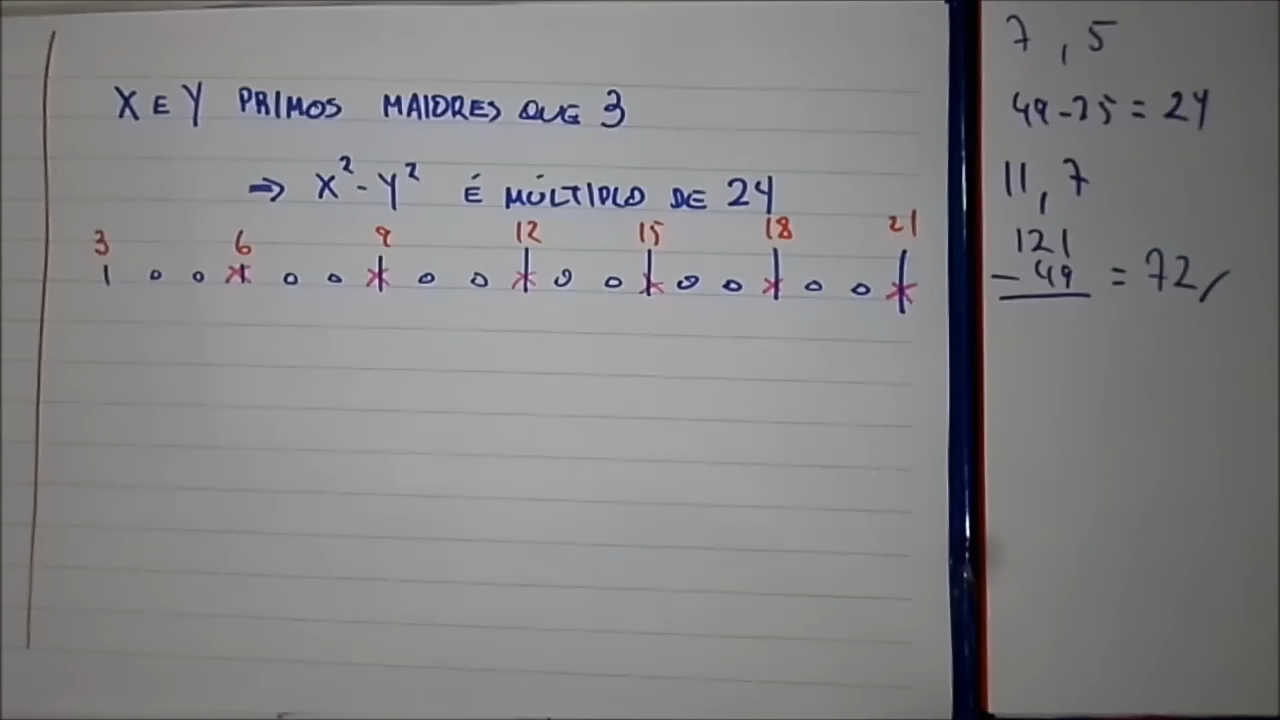 X E Y PRIMOS MAIORES QUE 3
⇒ X² - Y² É MÚLTIPLO DE 24
3 6 9 12 15 18 21
7 , 5
49 - 25 = 24
11 , 7
121
- 49 = 72